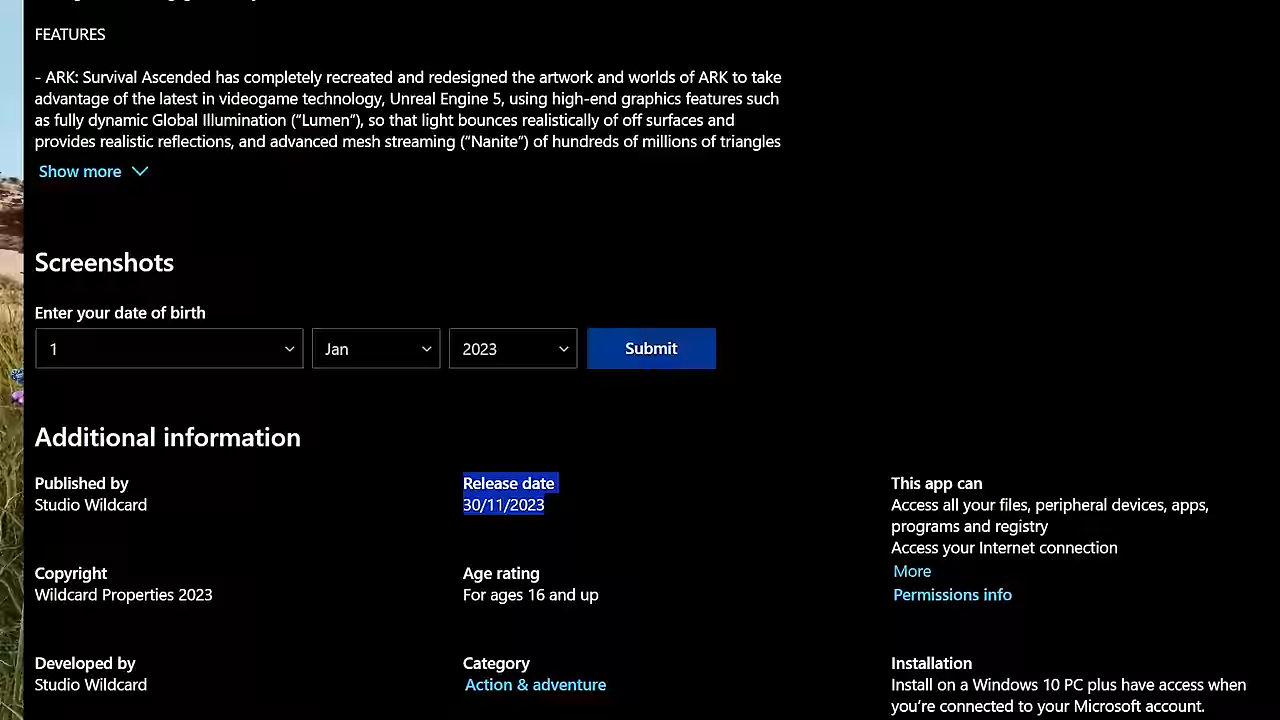 FEATURES
- ARK: Survival Ascended has completely recreated and redesigned the artwork and worlds of ARK to take
advantage of the latest in videogame technology, Unreal Engine 5, using high-end graphics features such
as fully dynamic Global Illumination (“Lumen”), so that light bounces realistically of off surfaces and
provides realistic reflections, and advanced mesh streaming (“Nanite”) of hundreds of millions of triangles
Show more
Screenshots
Enter your date of birth
1
Jan
2023
Submit
Additional information
Published by
Studio Wildcard
Release date
30/11/2023
This app can
Access all your files, peripheral devices, apps,
programs and registry
Access your Internet connection
More
Permissions info
Copyright
Wildcard Properties 2023
Age rating
For ages 16 and up
Developed by
Studio Wildcard
Category
Action & adventure
Installation
Install on a Windows 10 PC plus have access when
you’re connected to your Microsoft account.